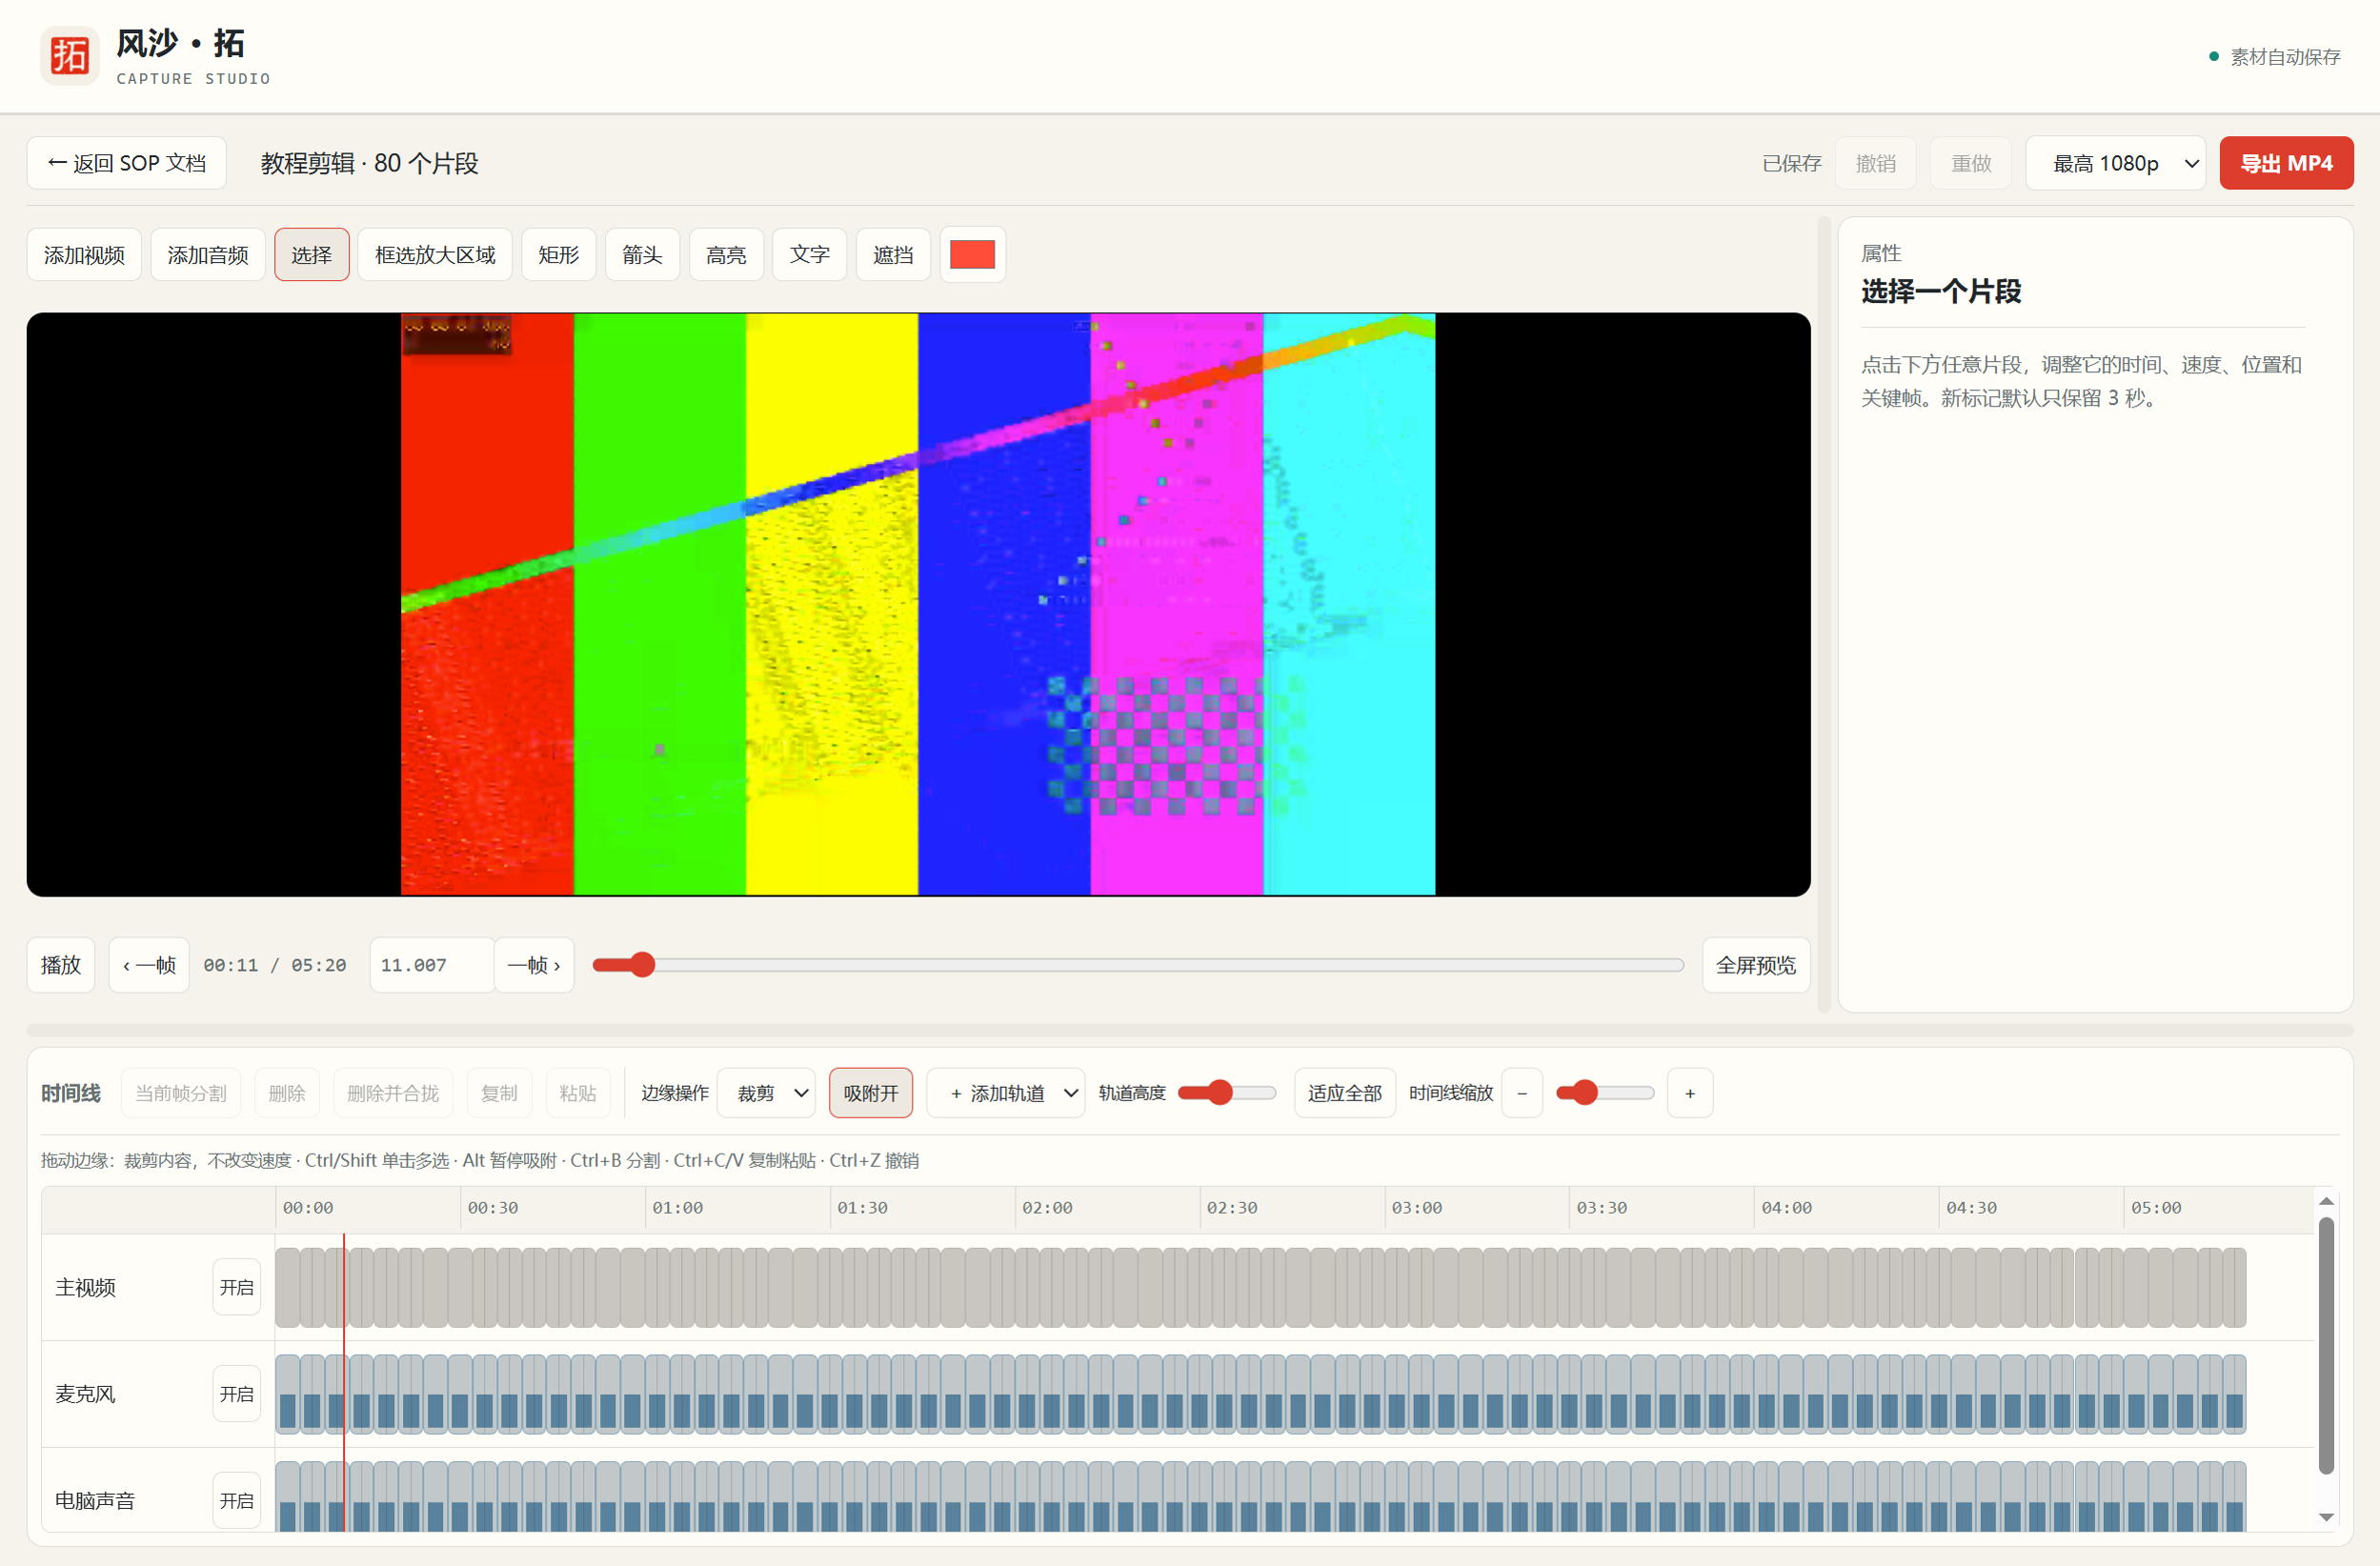 拓
风沙・拓
CAPTURE STUDIO
素材自动保存
← 返回 SOP 文档
教程剪辑 · 80 个片段
已保存
撤销
重做
最高 1080p
导出 MP4
添加视频
添加音频
选择
框选放大区域
矩形
箭头
高亮
文字
遮挡
属性
选择一个片段
点击下方任意片段，调整它的时间、速度、位置和
关键帧。新标记默认只保留 3 秒。
播放
‹ 一帧
00:11 / 05:20
11.007
一帧 ›
全屏预览
时间线
当前帧分割
删除
删除并合拢
复制
粘贴
边缘操作
裁剪
吸附开
+ 添加轨道
轨道高度
适应全部
时间线缩放
−
+
拖动边缘：裁剪内容，不改变速度 · Ctrl/Shift 单击多选 · Alt 暂停吸附 · Ctrl+B 分割 · Ctrl+C/V 复制粘贴 · Ctrl+Z 撤销
00:00 00:30 01:00 01:30 02:00 02:30 03:00 03:30 04:00 04:30 05:00
主视频
开启
麦克风
开启
电脑声音
开启